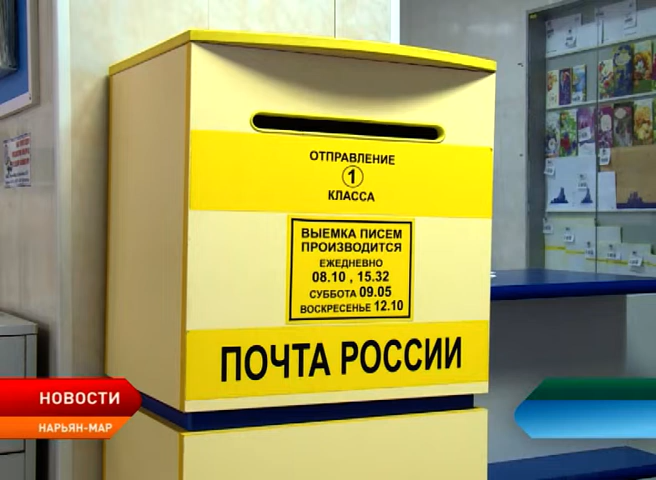 ОТПРАВЛЕНИЕ
1
КЛАССА
ВЫЕМКА ПИСЕМ
ПРОИЗВОДИТСЯ
ЕЖЕДНЕВНО
08.10 , 15.32
СУББОТА 09.05
ВОСКРЕСЕНЬЕ 12.10
ПОЧТА РОССИИ
НОВОСТИ
НАРЬЯН-МАР